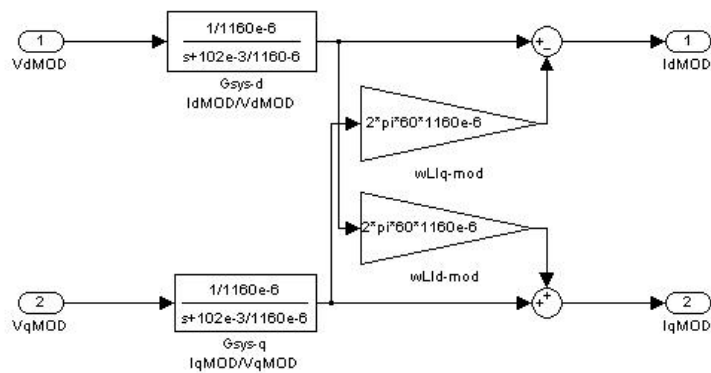 1
VdMOD
1/1160e-6
s+102e-3/1160-6
Gsys-d
IdMOD/VdMOD
+
-
1
IdMOD
2*pi*60*1160e-6
wLIq-mod
2*pi*60*1160e-6
wLId-mod
2
VqMOD
1/1160e-6
s+102e-3/1160e-6
Gsys-q
IqMOD/VqMOD
+
+
2
IqMOD